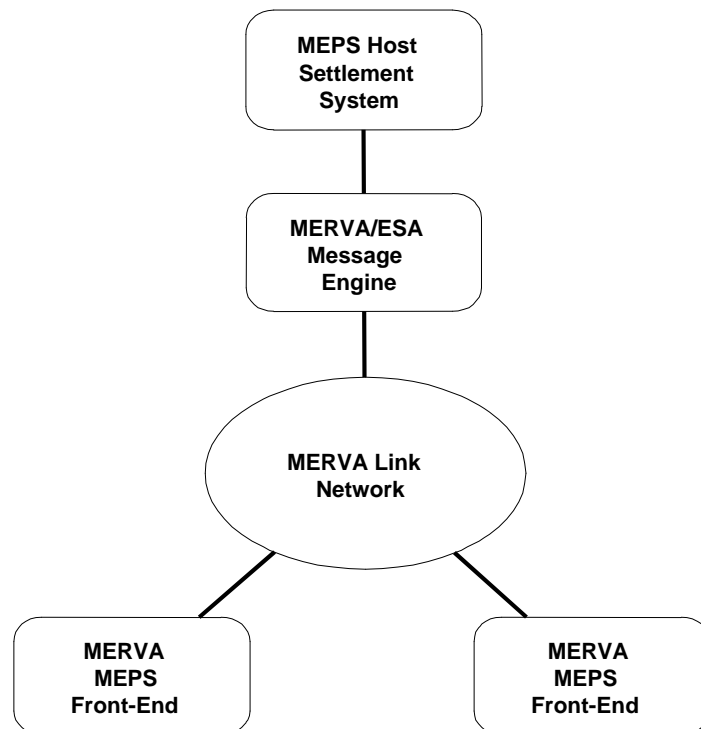 MEPS Host
Settlement
System
MERVA/ESA
Message
Engine
MERVA Link
Network
MERVA
MEPS
Front-End
MERVA
MEPS
Front-End